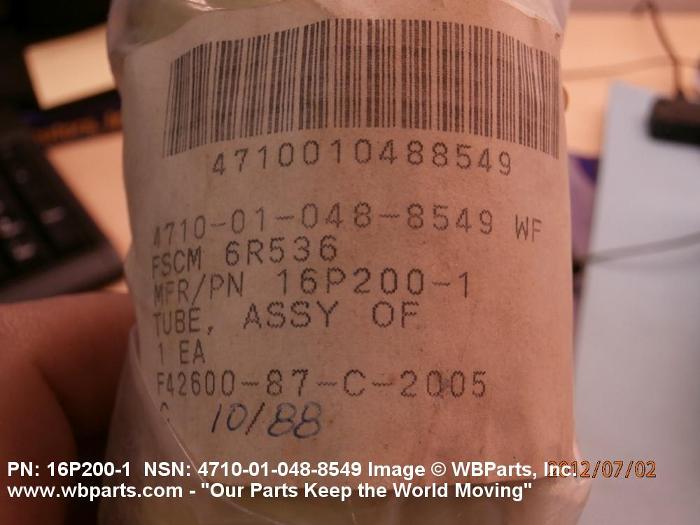 4710010488549
4710-01-048-8549 WF
FSCM 6R536
MFR/PN 16P200-1
TUBE, ASSY OF
1 EA
F42600-87-C-2005
10/88
PN: 16P200-1 NSN: 4710-01-048-8549 Image © WBParts, Inc.
2012/07/02
www.wbparts.com - "Our Parts Keep the World Moving"